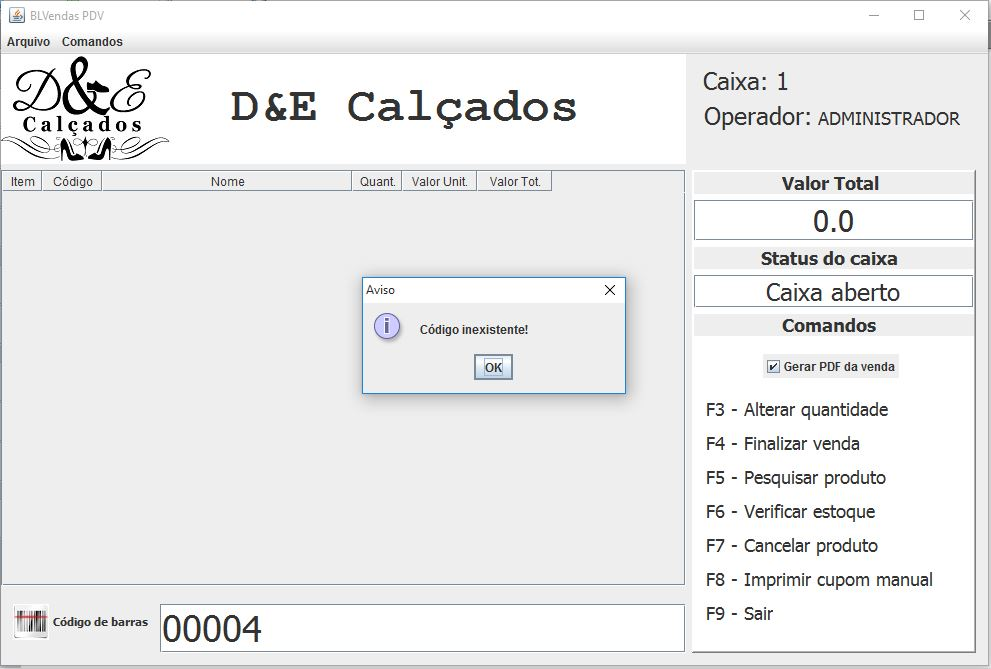 BLVendas PDV
Arquivo Comandos
D&E
Calçados
D&E Calçados
Caixa: 1
Operador: ADMINISTRADOR
Item Código Nome Quant. Valor Unit. Valor Tot.
Valor Total
0.0
Status do caixa
Caixa aberto
Comandos
Gerar PDF da venda
F3 - Alterar quantidade
F4 - Finalizar venda
F5 - Pesquisar produto
F6 - Verificar estoque
F7 - Cancelar produto
F8 - Imprimir cupom manual
F9 - Sair
Aviso
Código inexistente!
OK
Código de barras 00004